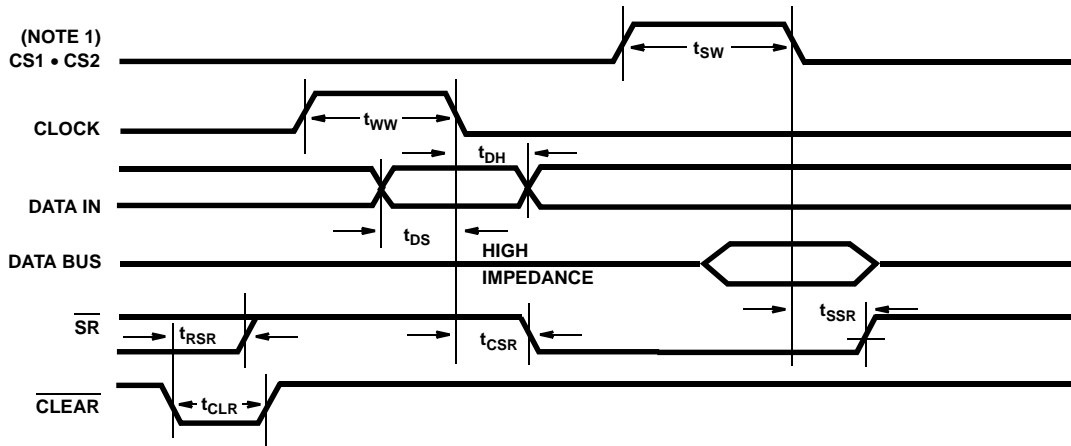 (NOTE 1)
CS1 • CS2
tSW
CLOCK
tWW
tDH
DATA IN
tDS
HIGH
DATA BUS
IMPEDANCE
SR
tRSR
tCSR
tSSR
CLEAR
tCLR